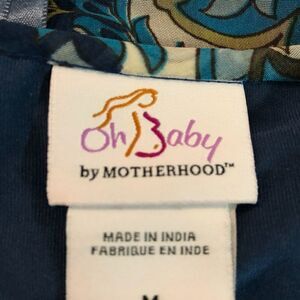 Oh Baby
by MOTHERHOOD™
MADE IN INDIA
FABRIQUE EN INDE
M